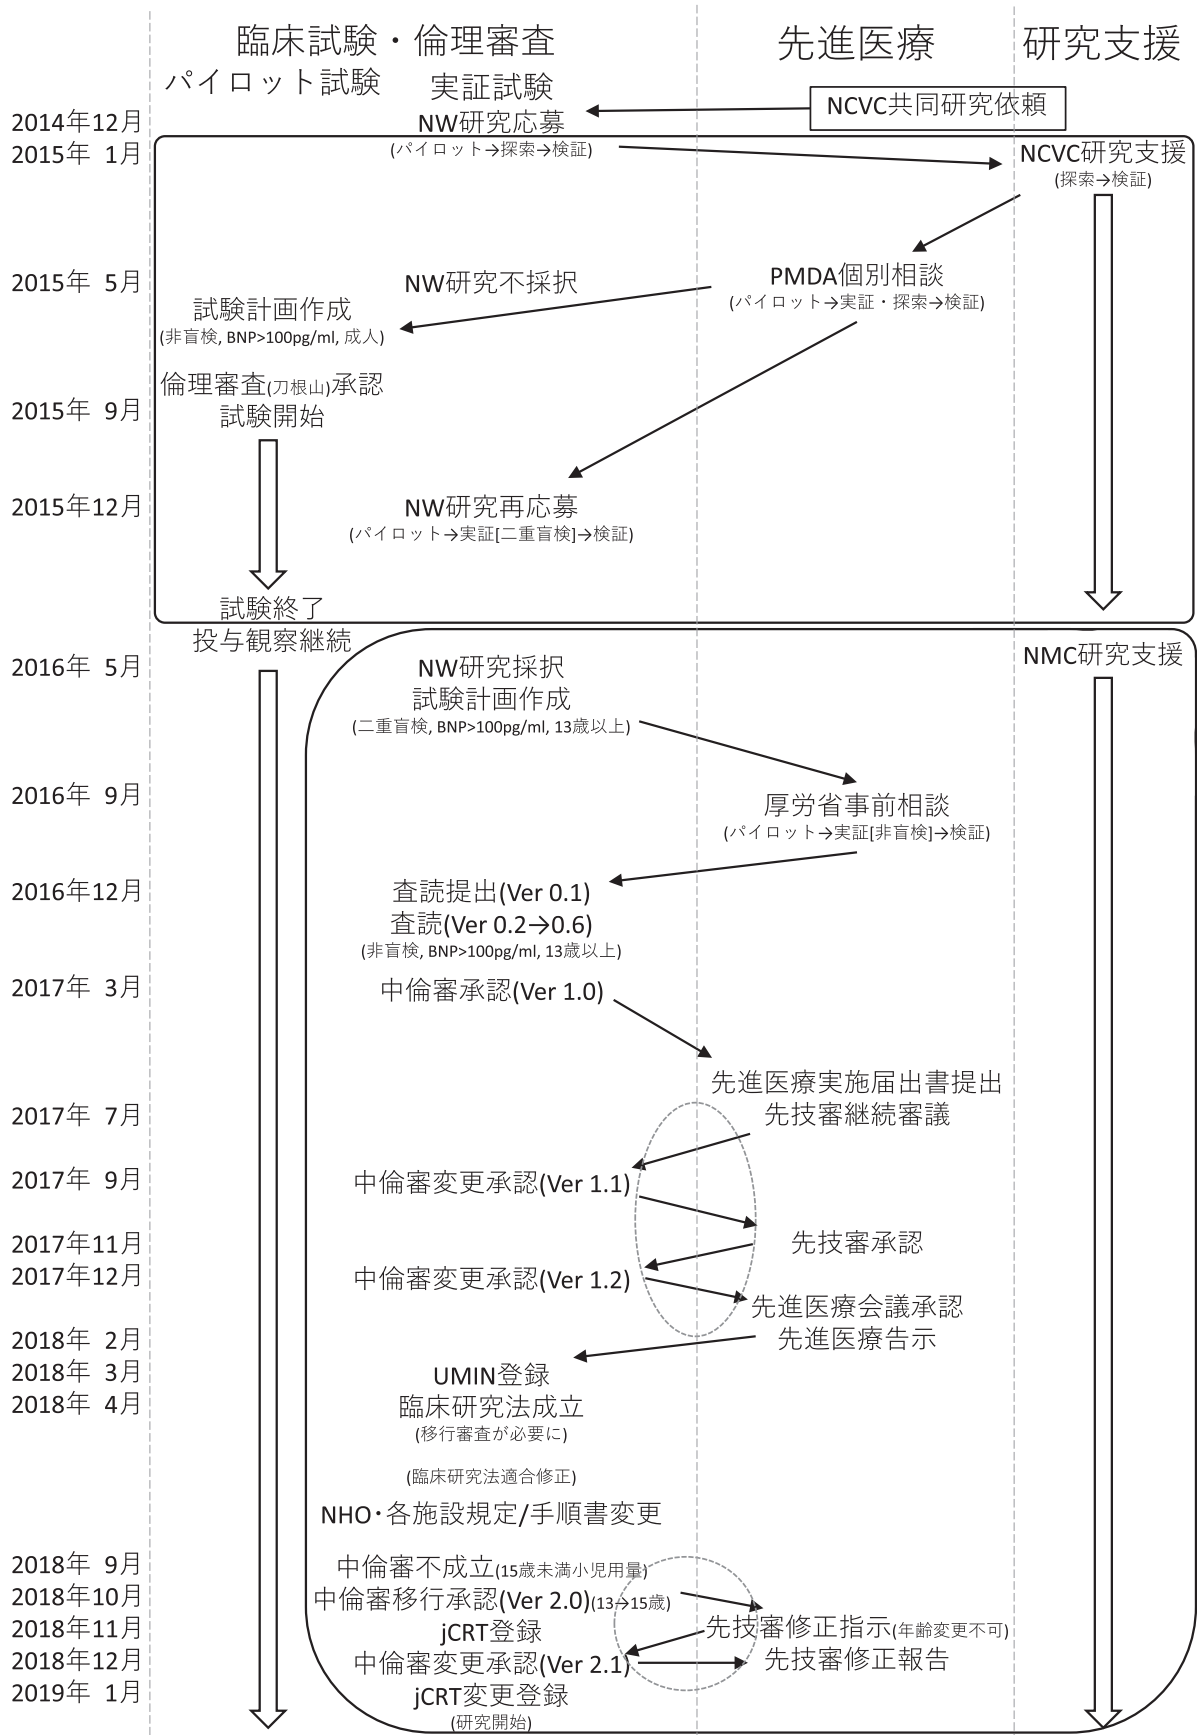 臨床試験・倫理審査 先進医療 研究支援
パイロット試験 実証試験
NCVC共同研究依頼
2014年12月 NW研究応募
2015年 1月 (パイロット→探索→検証) NCVC研究支援
(探索→検証)
2015年 5月 NW研究不採択 PMDA個別相談
(パイロット→実証・探索→検証)
試験計画作成
(非盲検, BNP>100pg/ml, 成人)
倫理審査(刀根山)承認
2015年 9月 試験開始
2015年12月 NW研究再応募
(パイロット→実証[二重盲検]→検証)
試験終了
投与観察継続
2016年 5月 NW研究採択 NMC研究支援
試験計画作成
(二重盲検, BNP>100pg/ml, 13歳以上)
2016年 9月 厚労省事前相談
(パイロット→実証[非盲検]→検証)
2016年12月 査読提出(Ver 0.1)
査読(Ver 0.2→0.6)
(非盲検, BNP>100pg/ml, 13歳以上)
2017年 3月 中倫審承認(Ver 1.0)
先進医療実施届出書提出
2017年 7月 先技審継続審議
2017年 9月 中倫審変更承認(Ver 1.1)
2017年11月 先技審承認
2017年12月 中倫審変更承認(Ver 1.2)
先進医療会議承認
2018年 2月 先進医療告示
2018年 3月 UMIN登録
2018年 4月 臨床研究法成立
(移行審査が必要に)
(臨床研究法適合修正)
NHO・各施設規定/手順書変更
2018年 9月 中倫審不成立(15歳未満小児用量)
2018年10月 中倫審移行承認(Ver 2.0)(13→15歳)
2018年11月 jCRT登録 先技審修正指示(年齢変更不可)
2018年12月 中倫審変更承認(Ver 2.1) 先技審修正報告
2019年 1月 jCRT変更登録
(研究開始)